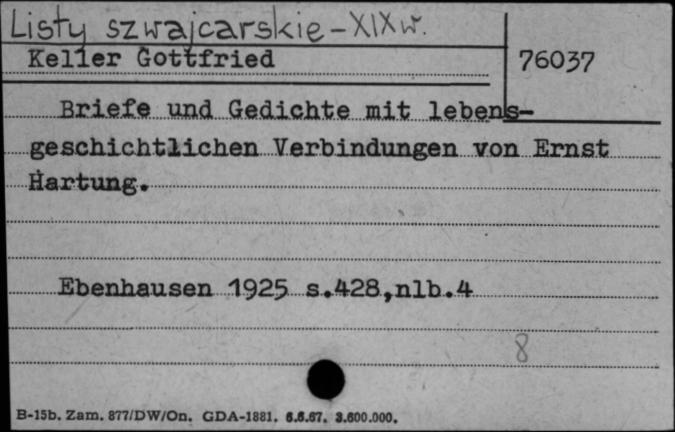 Listy szwajcarskie - XIX w.
Keller Gottfried
76037
Briefe und Gedichte mit lebens-
geschichtlichen Verbindungen von Ernst
Hartung.
Ebenhausen 1925 s.428,nlb.4
8
B-15b. Zam. 877/DW/On. GDA-1881. 6.6.67. 3.600.000.